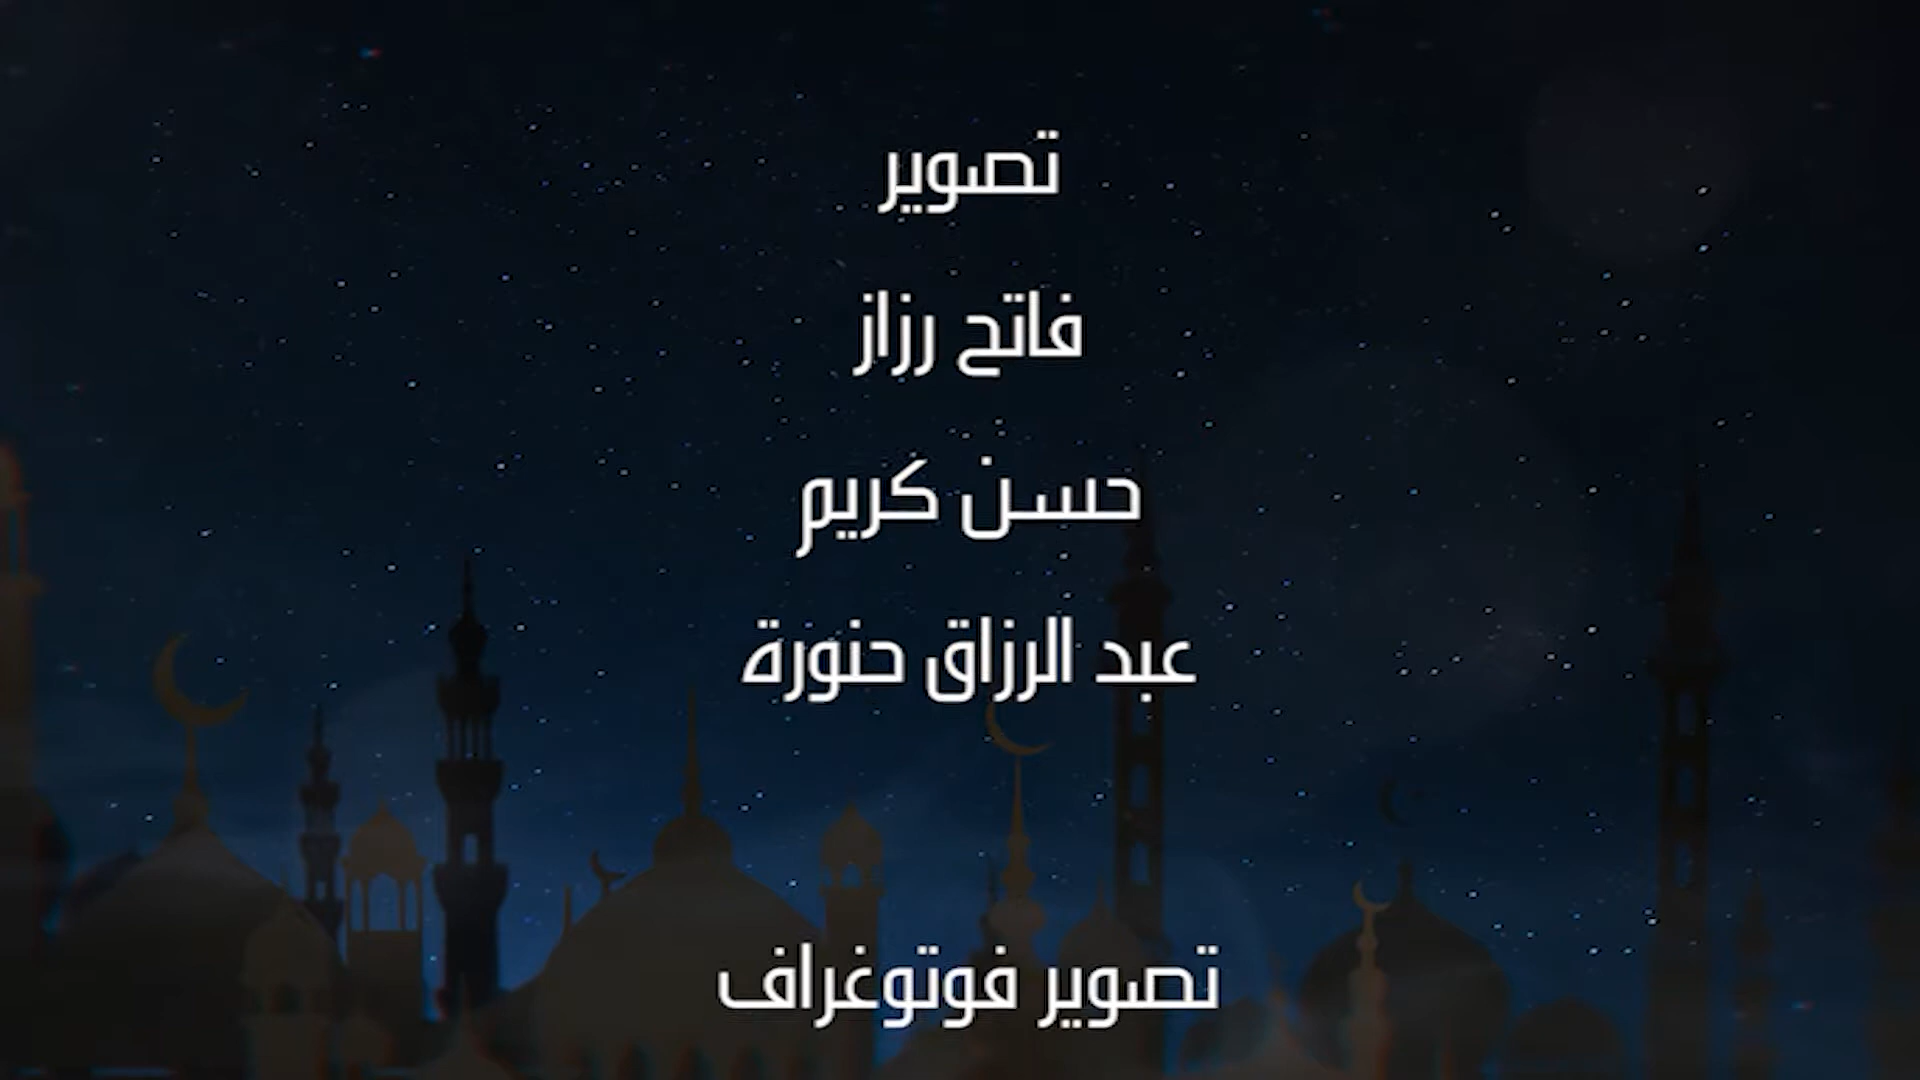 تصوير
فاتح رزاز
حسن كريم
عبد الرزاق حنورة
تصوير فوتوغراف